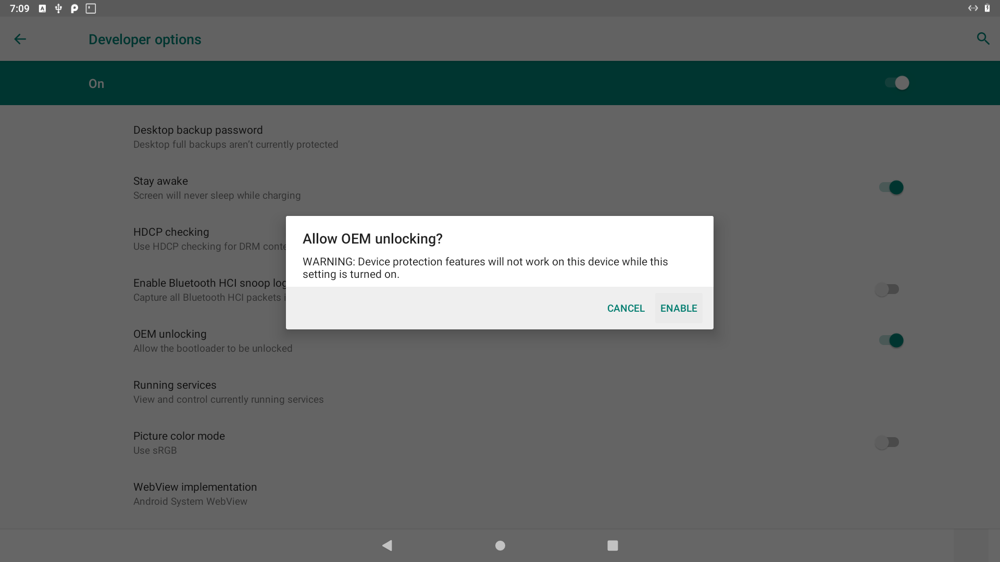 7:09
Developer options
On
Desktop backup password
Desktop full backups aren't currently protected
Stay awake
Screen will never sleep while charging
HDCP checking
Use HDCP checking for DRM conte
Allow OEM unlocking?
WARNING: Device protection features will not work on this device while this
setting is turned on.
CANCEL ENABLE
Enable Bluetooth HCI snoop log
Capture all Bluetooth HCI packets i
OEM unlocking
Allow the bootloader to be unlocked
Running services
View and control currently running services
Picture color mode
Use sRGB
WebView implementation
Android System WebView